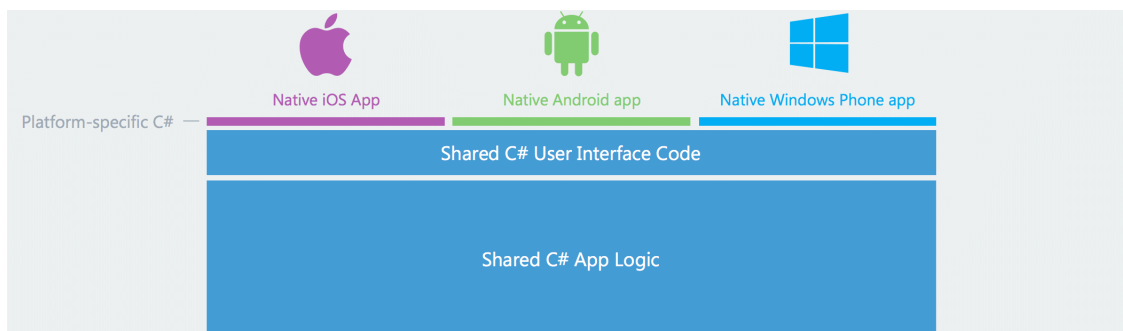 Native iOS App
Native Android app
Native Windows Phone app
Platform-specific C#
Shared C# User Interface Code
Shared C# App Logic